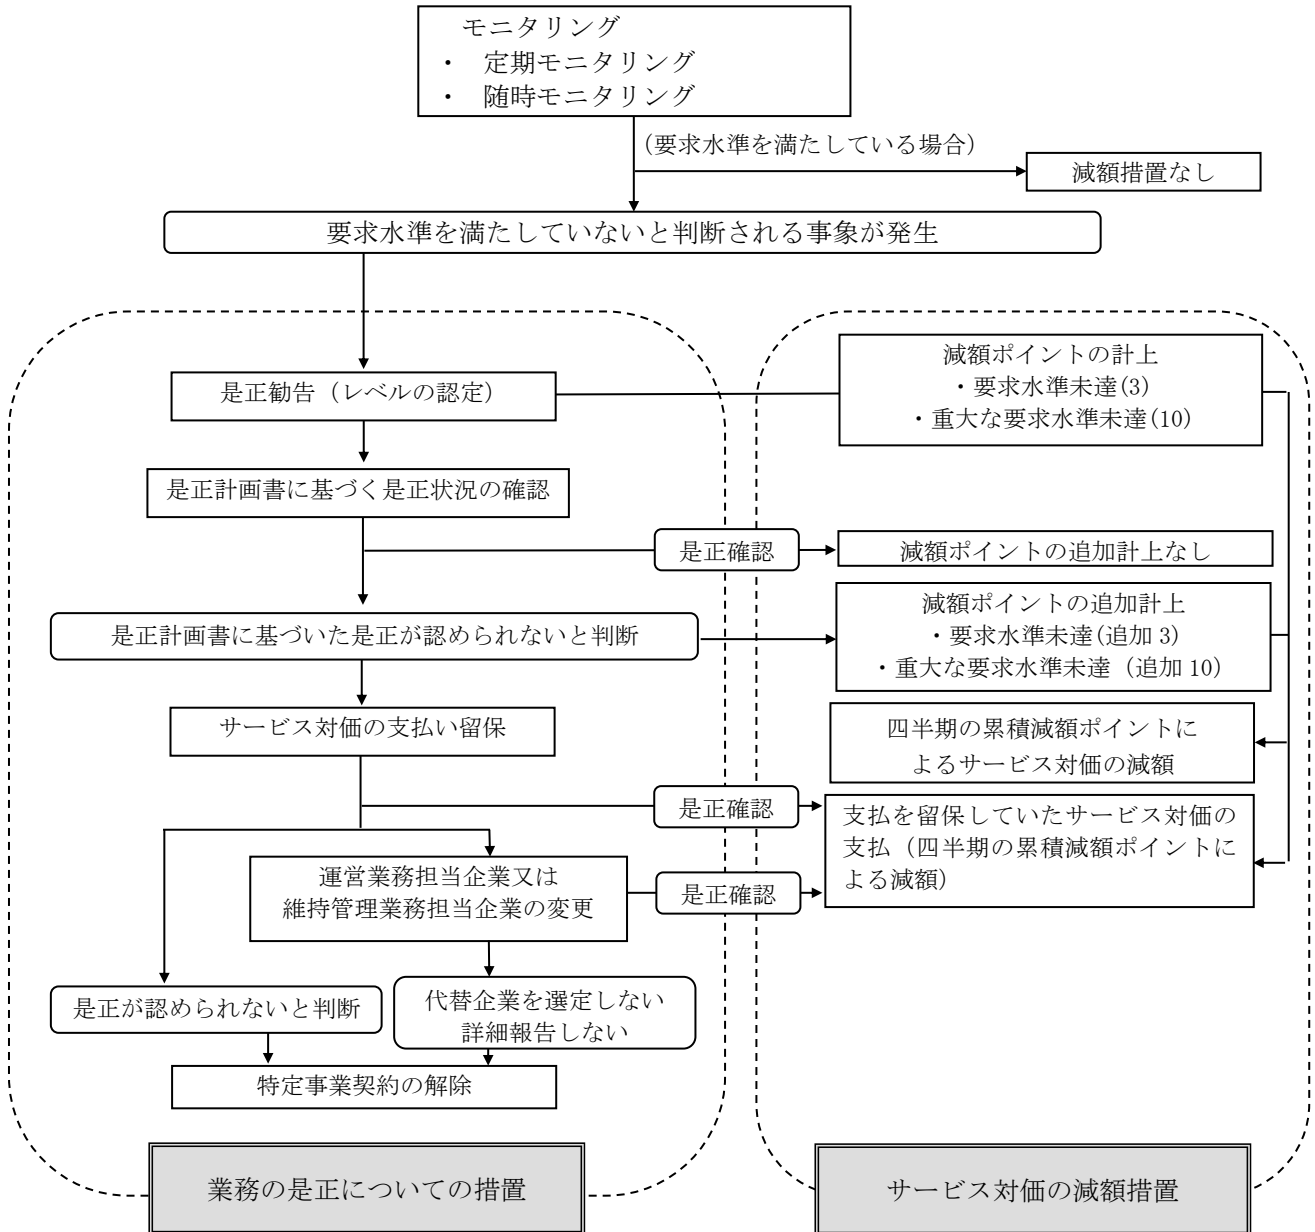 モニタリング
・　定期モニタリング
・　随時モニタリング
(要求水準を満たしている場合)
減額措置なし
要求水準を満たしていないと判断される事象が発生
是正勧告（レベルの認定）
減額ポイントの計上
・要求水準未達(3)
・重大な要求水準未達(10)
是正計画書に基づく是正状況の確認
是正確認
減額ポイントの追加計上なし
是正計画書に基づいた是正が認められないと判断
減額ポイントの追加計上
・要求水準未達(追加 3)
・重大な要求水準未達（追加 10）
サービス対価の支払い留保
四半期の累積減額ポイントに
よるサービス対価の減額
是正確認
支払を留保していたサービス対価の
支払（四半期の累積減額ポイントに
よる減額）
運営業務担当企業又は
維持管理業務担当企業の変更
是正確認
是正が認められないと判断
代替企業を選定しない
詳細報告しない
特定事業契約の解除
業務の是正についての措置
サービス対価の減額措置